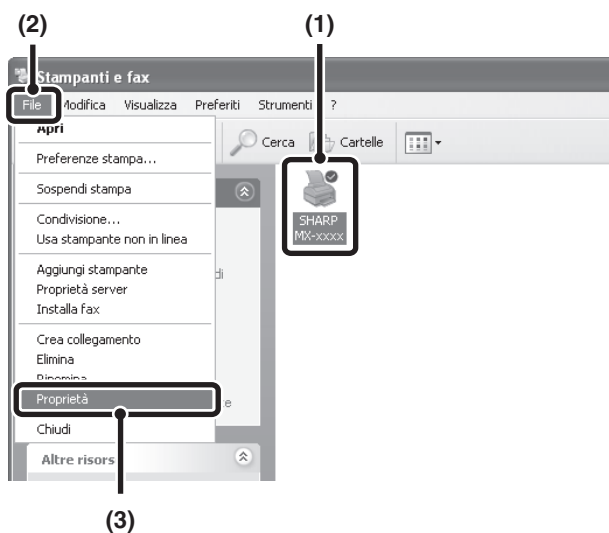 (2) (1)
Stampanti e fax
File Modifica Visualizza Preferiti Strumenti ?
Cerca Cartelle
Apri
Preferenze stampa...
Sospendi stampa
Condivisione...
Usa stampante non in linea
Aggiungi stampante
Proprietà server
Installa fax
Crea collegamento
Elimina
Rinomina
Proprietà
Chiudi
Altre risors
di
e
SHARP
MX-xxxx
(3)